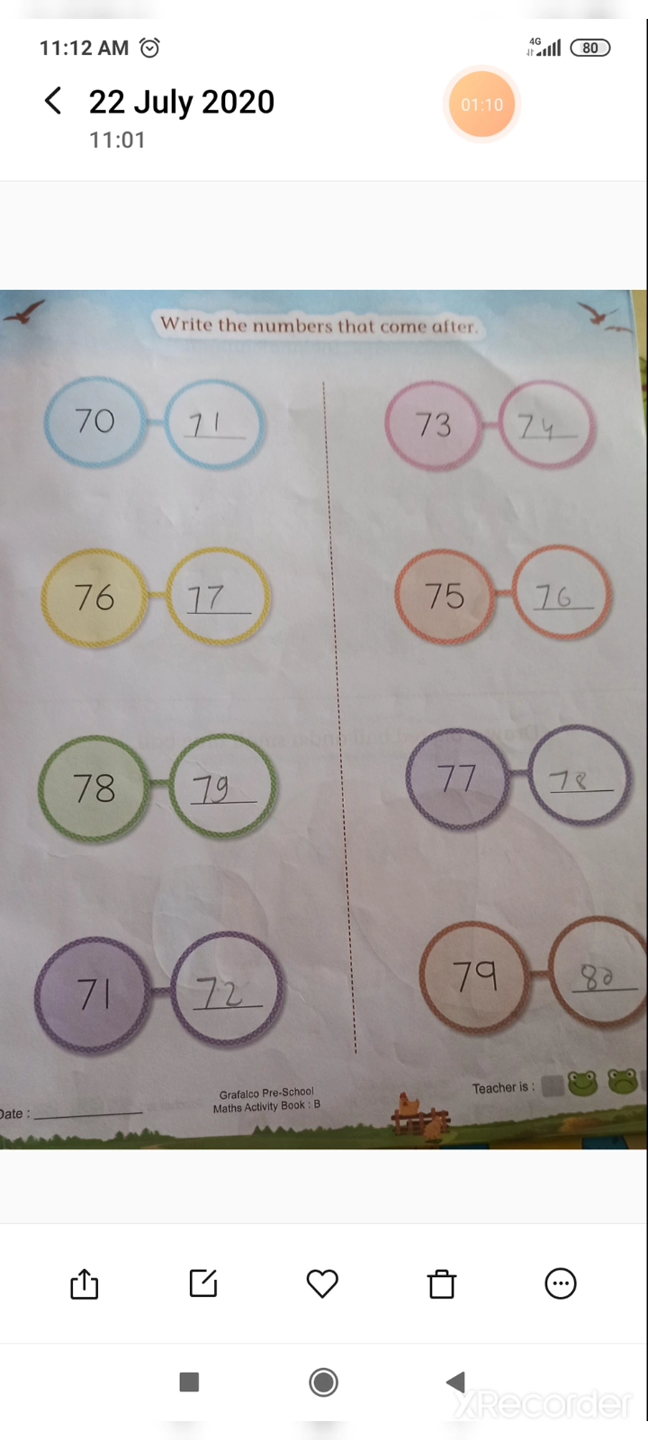 11:12 AM
4G
80
22 July 2020
11:01
01:10
Write the numbers that come after.
70 71
73 74
76 77
75 76
78 79
77 78
71 72
79 80
Date :
Grafalco Pre-School
Maths Activity Book : B
Teacher is :
XRecorder